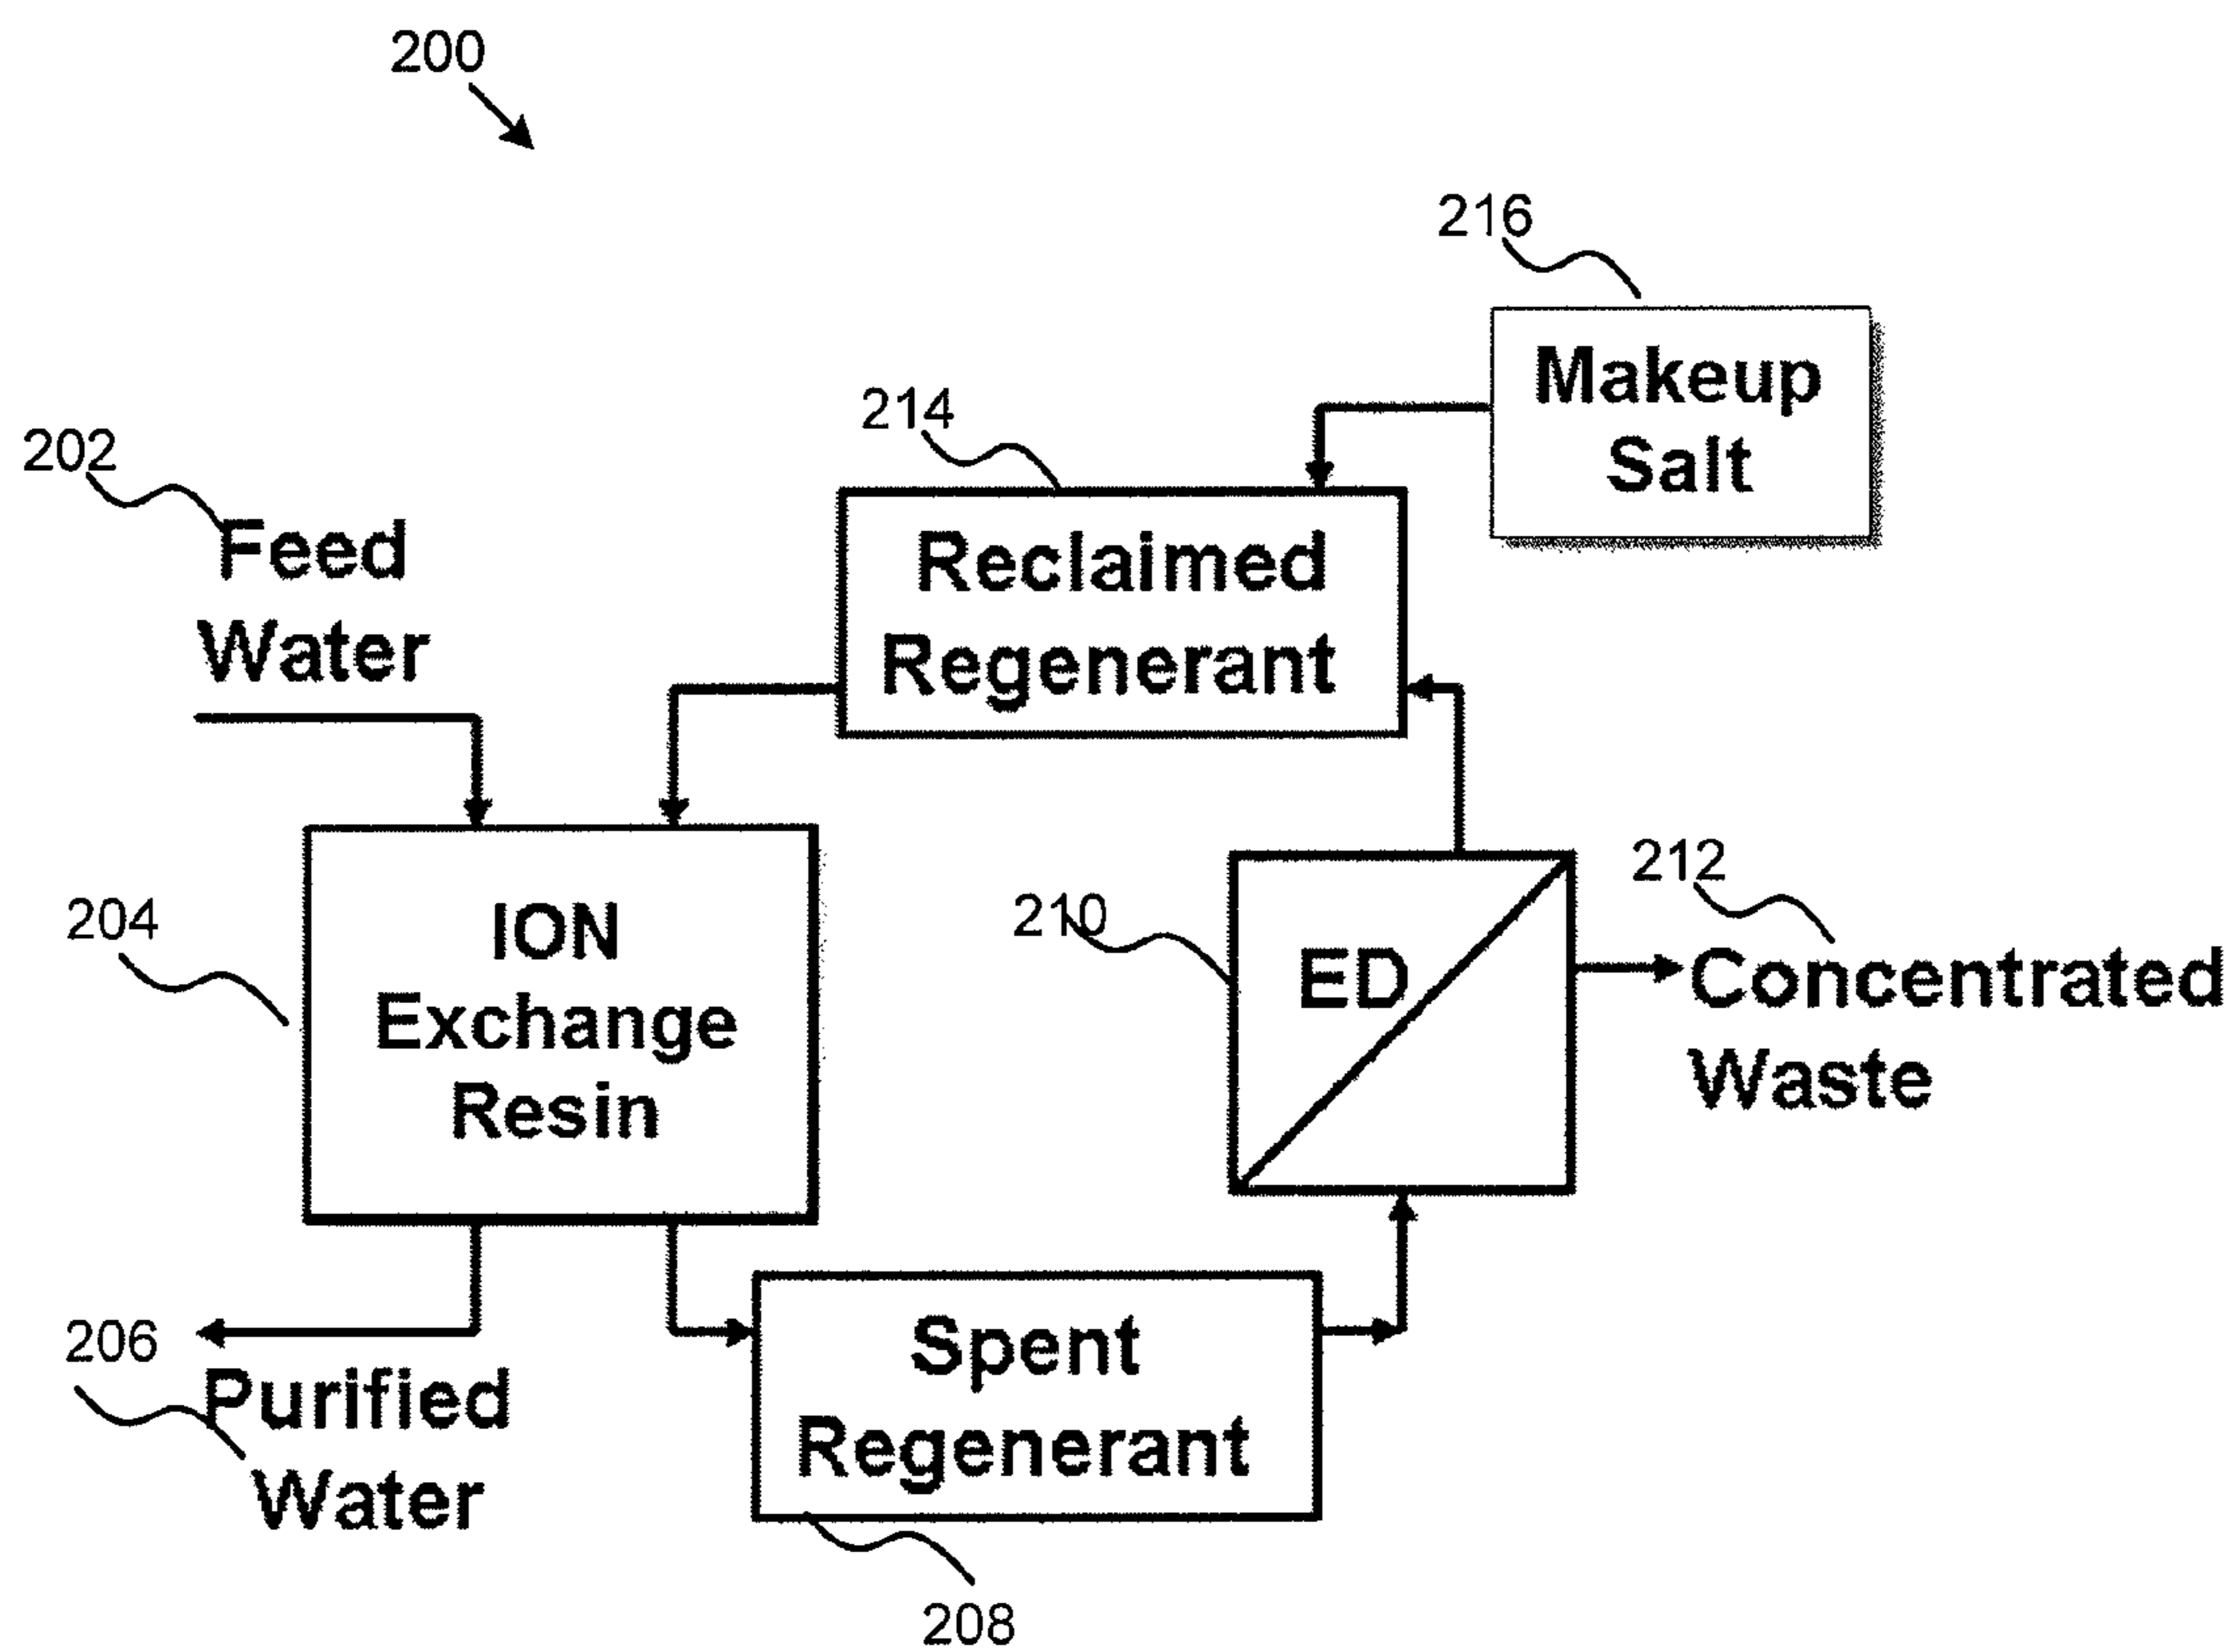 200
216
Makeup
Salt
214
202
Feed
Water
Reclaimed
Regenerant
204
ION
Exchange
Resin
210
ED
212
Concentrated
Waste
206
Purified
Water
Spent
Regenerant
208